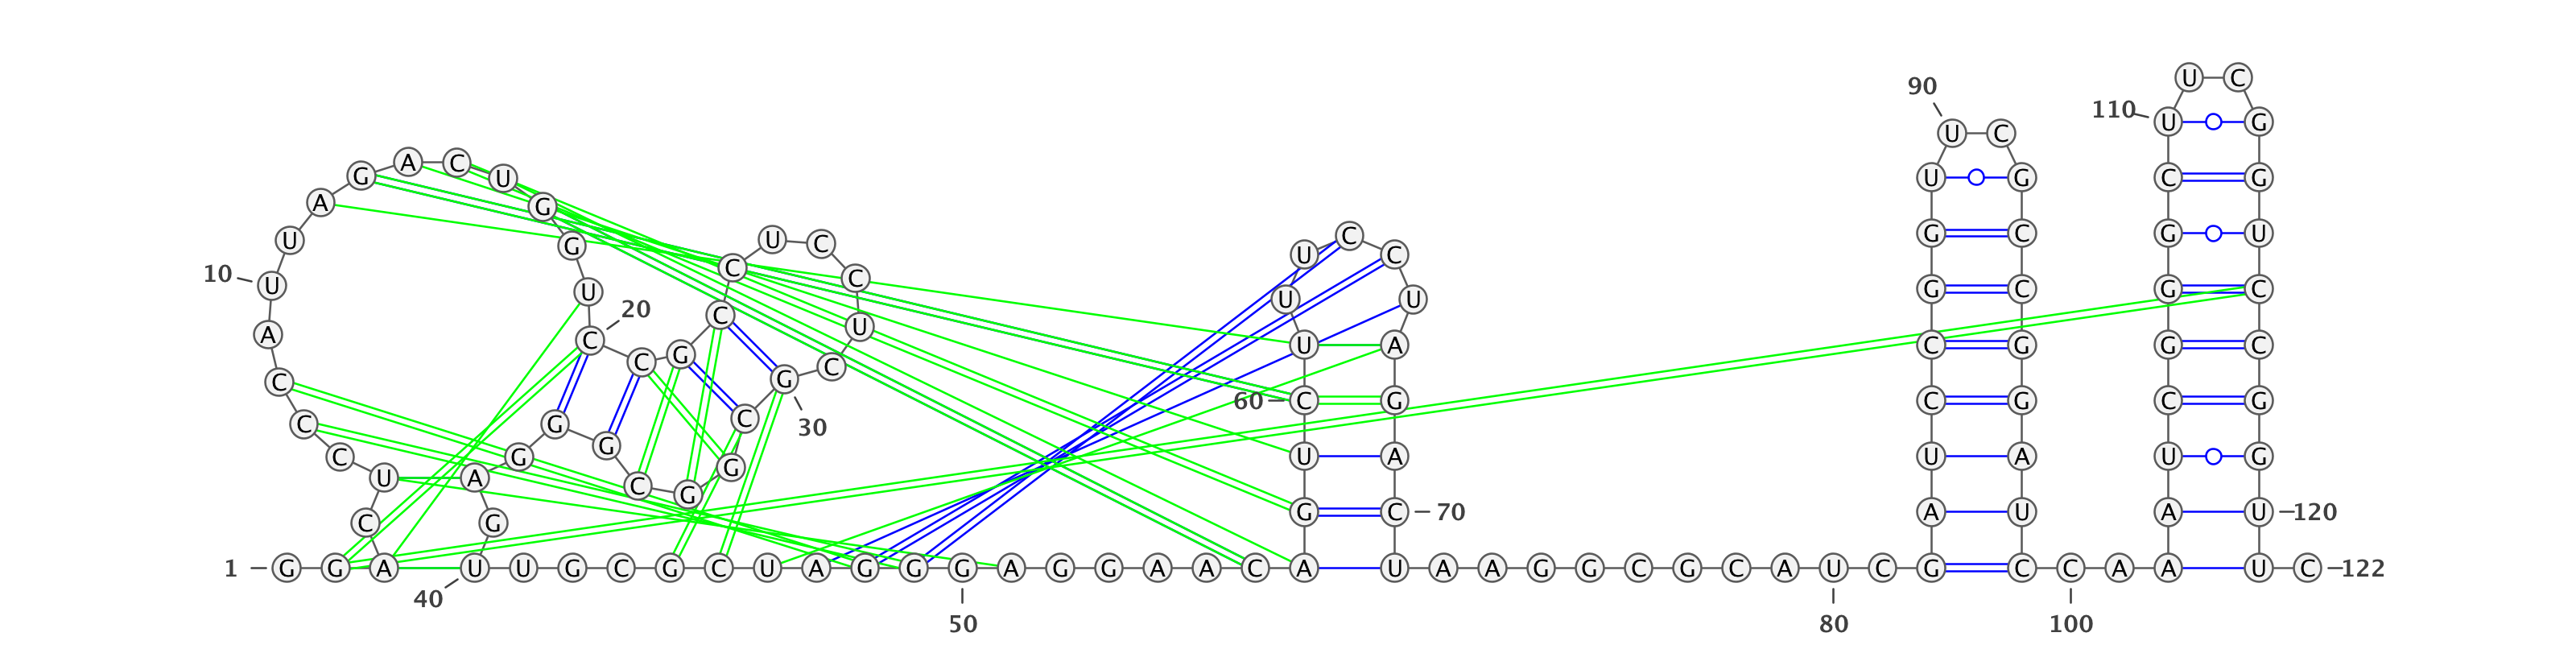 1
G G A C U C C C A U
10
U A G A C U G G U C
20
C G C C U C C U C G
30
C G G C G G G A G U
40
U G C G C U A G G G
50
A G G A A C A G U C
60
U U U C C U A G A C
70
U A A G G C G C A U
80
C G A U C C G G U U
90
C G C C G G A U C C
100
A A A U C G G G C U
110
U C G G U C C G G U
120
U C
122